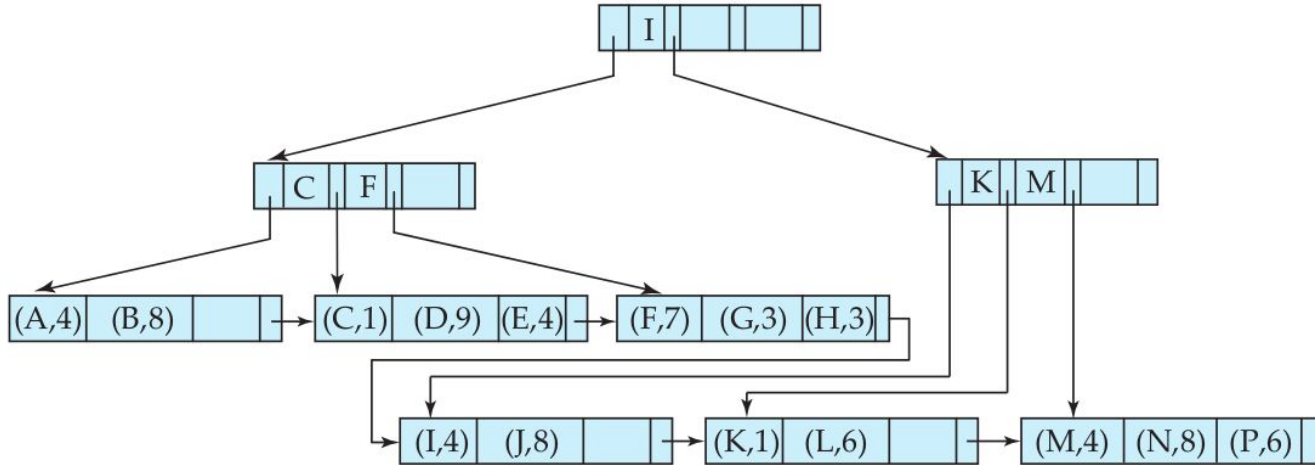 I
C F
K M
(A,4) (B,8) (C,1) (D,9) (E,4) (F,7) (G,3) (H,3)
(I,4) (J,8) (K,1) (L,6) (M,4) (N,8) (P,6)